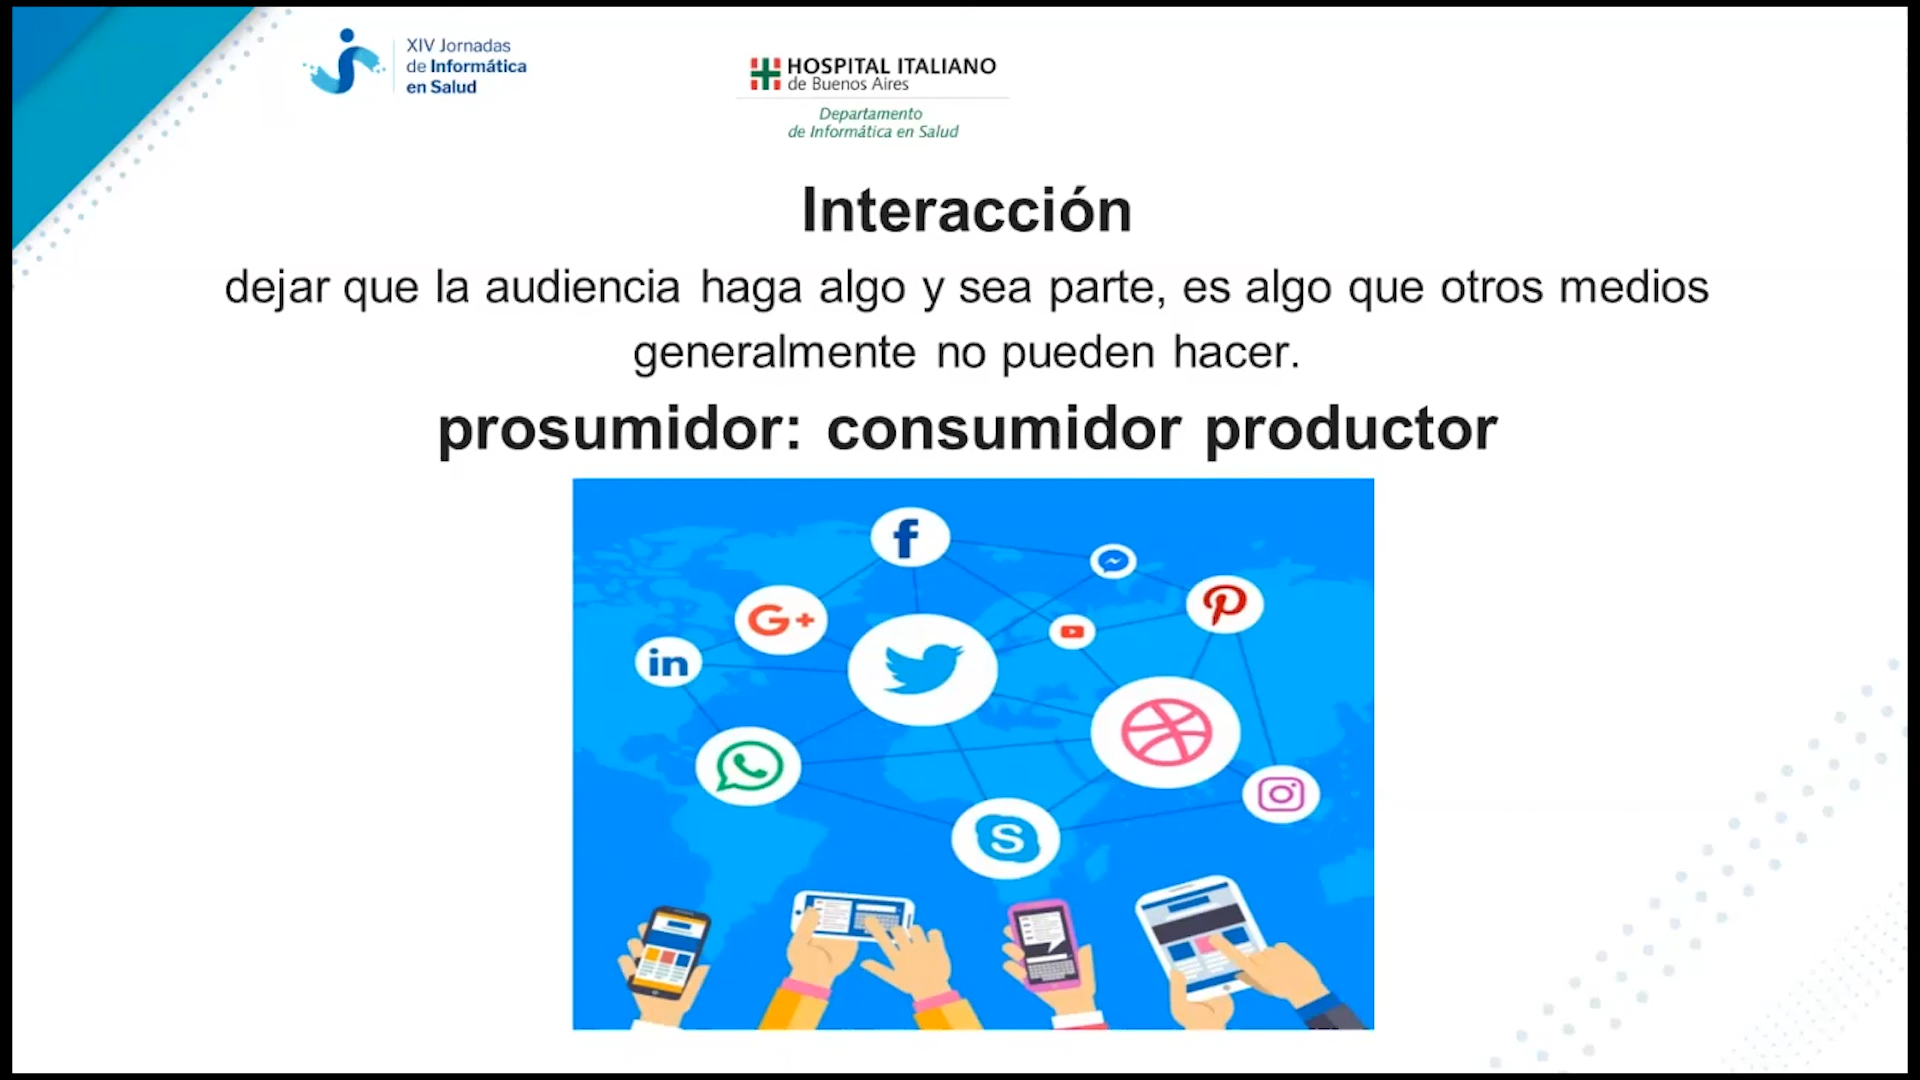 XIV Jornadas
de Informática
en Salud
HOSPITAL ITALIANO
de Buenos Aires
Departamento
de Informática en Salud
Interacción
dejar que la audiencia haga algo y sea parte, es algo que otros medios
generalmente no pueden hacer.
prosumidor: consumidor productor
f
G+
in
S